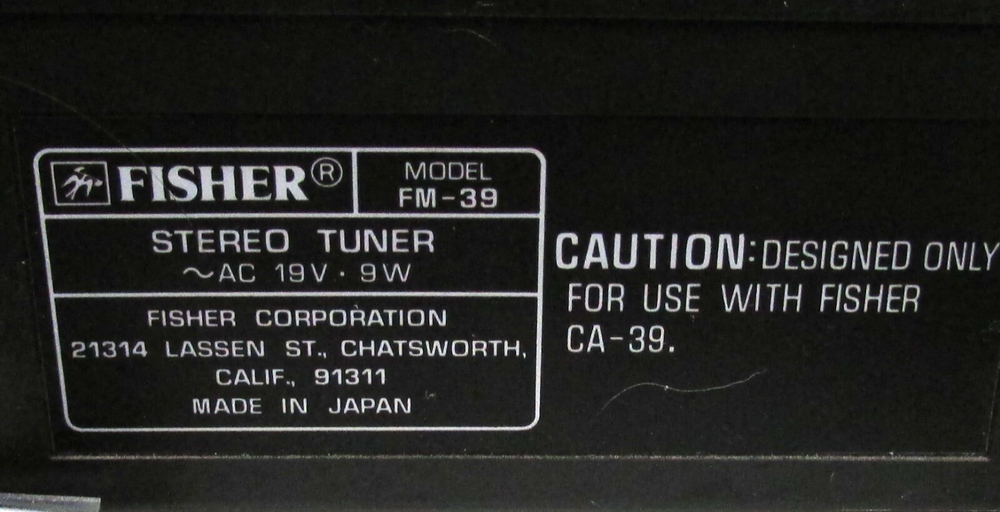 FISHER®
MODEL
FM-39
STEREO TUNER
~AC 19V · 9W
FISHER CORPORATION
21314 LASSEN ST., CHATSWORTH,
CALIF., 91311
MADE IN JAPAN
CAUTION: DESIGNED ONLY
FOR USE WITH FISHER
CA-39.